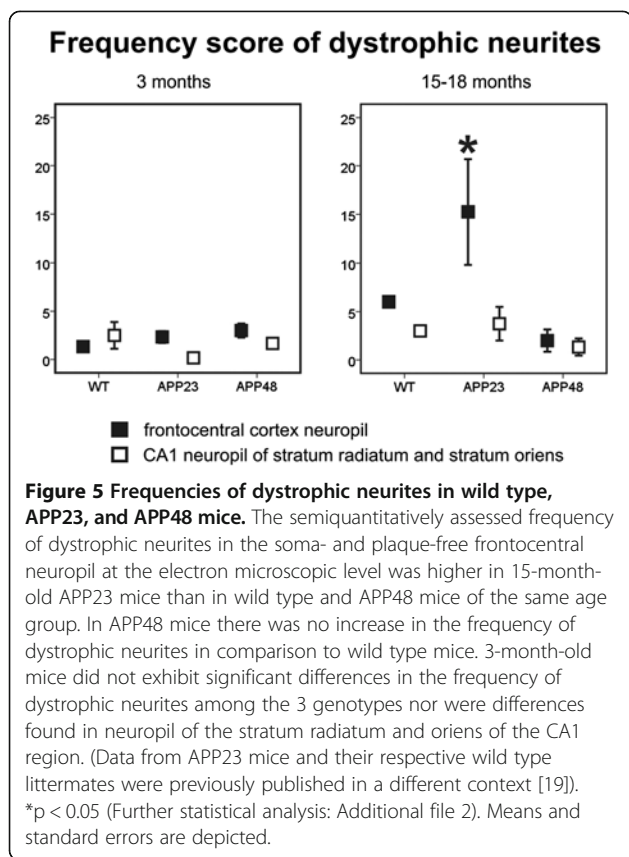 Frequency score of dystrophic neurites
3 months 15-18 months
25 25
20 20
*
15 15
10 10
5 5
0 0
WT APP23 APP48 WT APP23 APP48
frontocentral cortex neuropil
CA1 neuropil of stratum radiatum and stratum oriens
Figure 5 Frequencies of dystrophic neurites in wild type,
APP23, and APP48 mice. The semiquantitatively assessed frequency
of dystrophic neurites in the soma- and plaque-free frontocentral
neuropil at the electron microscopic level was higher in 15-month-
old APP23 mice than in wild type and APP48 mice of the same age
group. In APP48 mice there was no increase in the frequency of
dystrophic neurites in comparison to wild type mice. 3-month-old
mice did not exhibit significant differences in the frequency of
dystrophic neurites among the 3 genotypes nor were differences
found in neuropil of the stratum radiatum and oriens of the CA1
region. (Data from APP23 mice and their respective wild type
littermates were previously published in a different context [19]).
*p < 0.05 (Further statistical analysis: Additional file 2). Means and
standard errors are depicted.